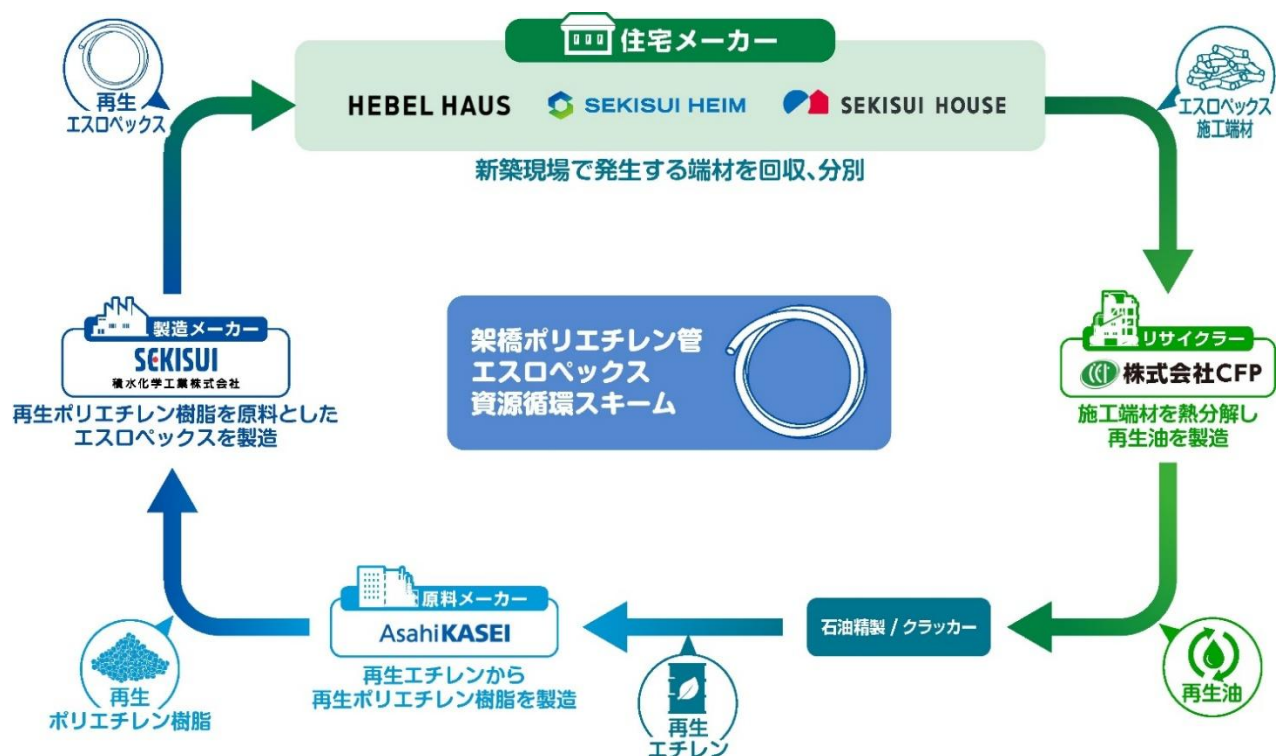 住宅メーカー
HEBEL HAUS
SEKISUI HEIM
SEKISUI HOUSE
新築現場で発生する端材を回収、分別
エスロペックス
施工端材
リサイクラー
CFP
株式会社CFP
施工端材を熱分解し
再生油を製造
再生油
石油精製 / クラッカー
再生
エチレン
原料メーカー
AsahiKASEI
再生エチレンから
再生ポリエチレン樹脂を製造
再生
ポリエチレン樹脂
製造メーカー
SEKISUI
積水化学工業株式会社
再生ポリエチレン樹脂を原料とした
エスロペックスを製造
再生
エスロペックス
架橋ポリエチレン管
エスロペックス
資源循環スキーム